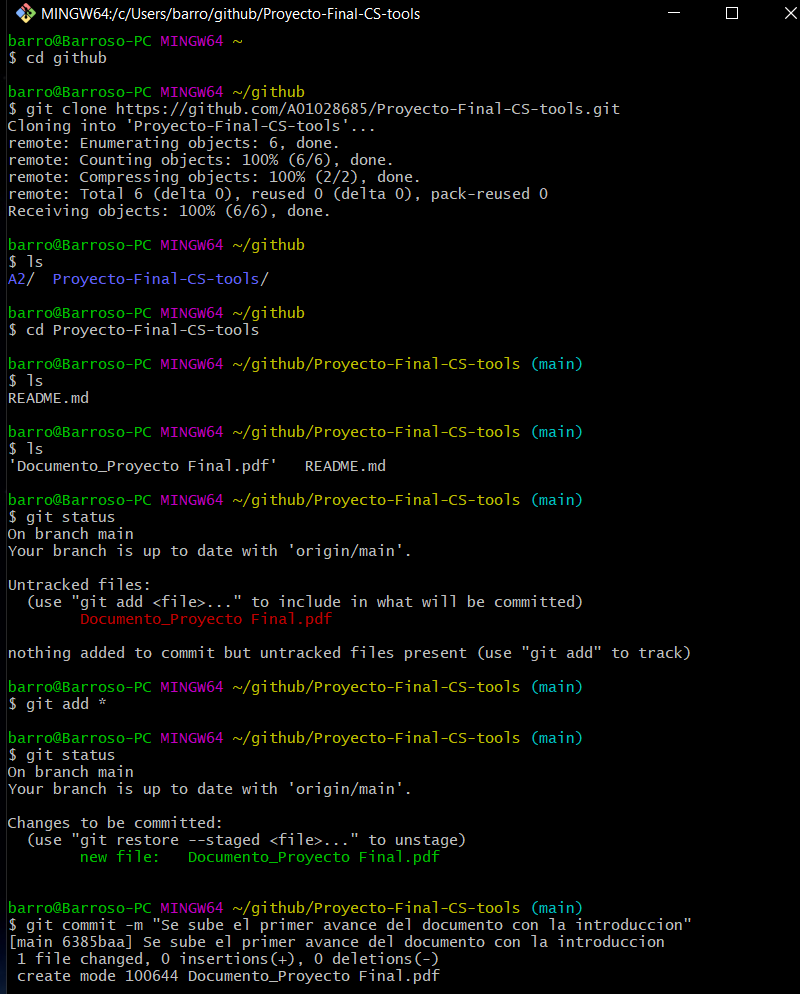 MINGW64:/c/Users/barro/github/Proyecto-Final-CS-tools
barro@Barroso-PC MINGW64 ~
$ cd github
barro@Barroso-PC MINGW64 ~/github
$ git clone https://github.com/A01028685/Proyecto-Final-CS-tools.git
Cloning into 'Proyecto-Final-CS-tools'...
remote: Enumerating objects: 6, done.
remote: Counting objects: 100% (6/6), done.
remote: Compressing objects: 100% (2/2), done.
remote: Total 6 (delta 0), reused 0 (delta 0), pack-reused 0
Receiving objects: 100% (6/6), done.
barro@Barroso-PC MINGW64 ~/github
$ ls
A2/  Proyecto-Final-CS-tools/
barro@Barroso-PC MINGW64 ~/github
$ cd Proyecto-Final-CS-tools
barro@Barroso-PC MINGW64 ~/github/Proyecto-Final-CS-tools (main)
$ ls
README.md
barro@Barroso-PC MINGW64 ~/github/Proyecto-Final-CS-tools (main)
$ ls
'Documento_Proyecto Final.pdf'   README.md
barro@Barroso-PC MINGW64 ~/github/Proyecto-Final-CS-tools (main)
$ git status
On branch main
Your branch is up to date with 'origin/main'.
Untracked files:
  (use "git add <file>..." to include in what will be committed)
        Documento_Proyecto Final.pdf
nothing added to commit but untracked files present (use "git add" to track)
barro@Barroso-PC MINGW64 ~/github/Proyecto-Final-CS-tools (main)
$ git add *
barro@Barroso-PC MINGW64 ~/github/Proyecto-Final-CS-tools (main)
$ git status
On branch main
Your branch is up to date with 'origin/main'.
Changes to be committed:
  (use "git restore --staged <file>..." to unstage)
        new file:   Documento_Proyecto Final.pdf
barro@Barroso-PC MINGW64 ~/github/Proyecto-Final-CS-tools (main)
$ git commit -m "Se sube el primer avance del documento con la introduccion"
[main 6385baa] Se sube el primer avance del documento con la introduccion
 1 file changed, 0 insertions(+), 0 deletions(-)
 create mode 100644 Documento_Proyecto Final.pdf